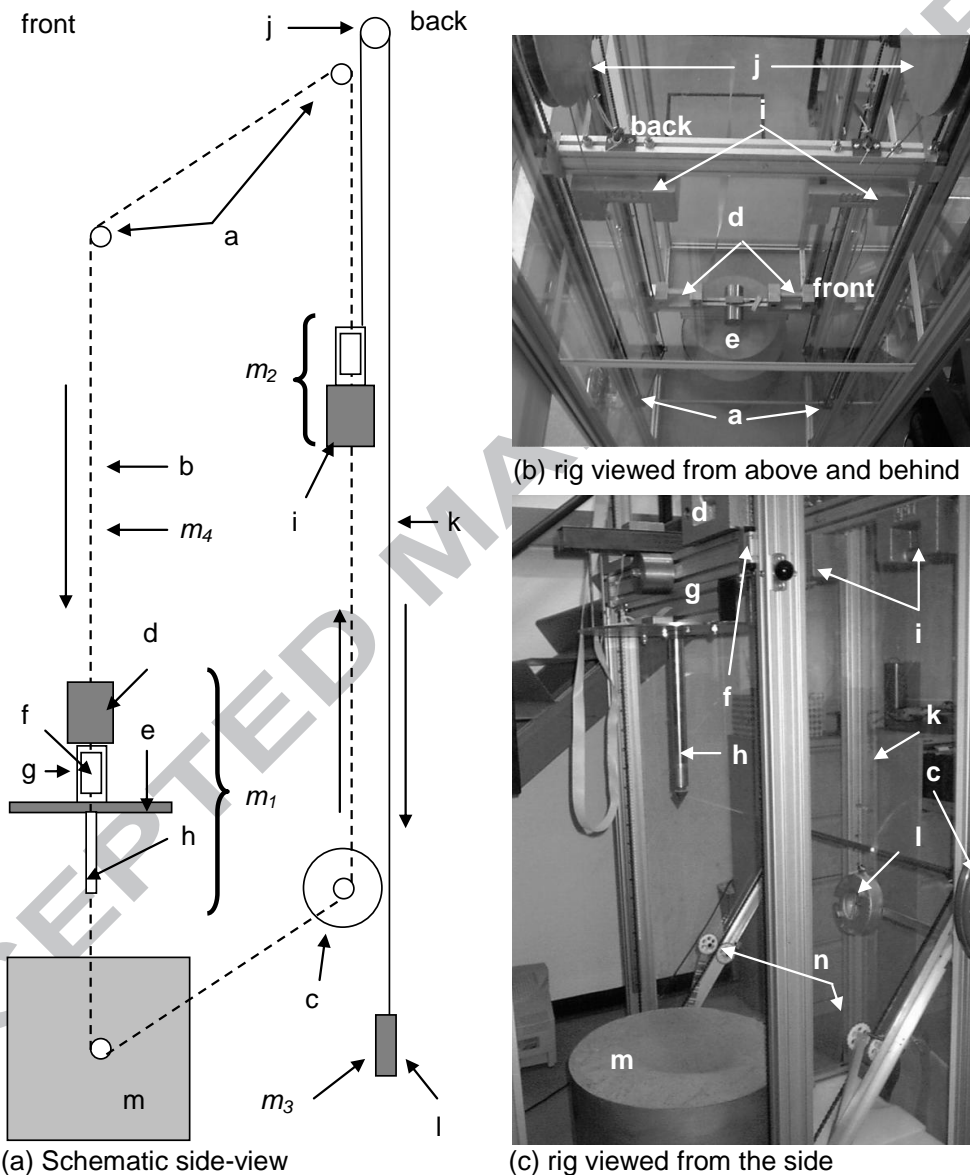 front
j
back
a
m2
b
i
k
m4
d
f
e
g
m1
h
c
m
m3
l
(a) Schematic side-view
j
back
i
d
front
e
a
(b) rig viewed from above and behind
d
g
i
f
k
h
c
l
n
m
(c) rig viewed from the side